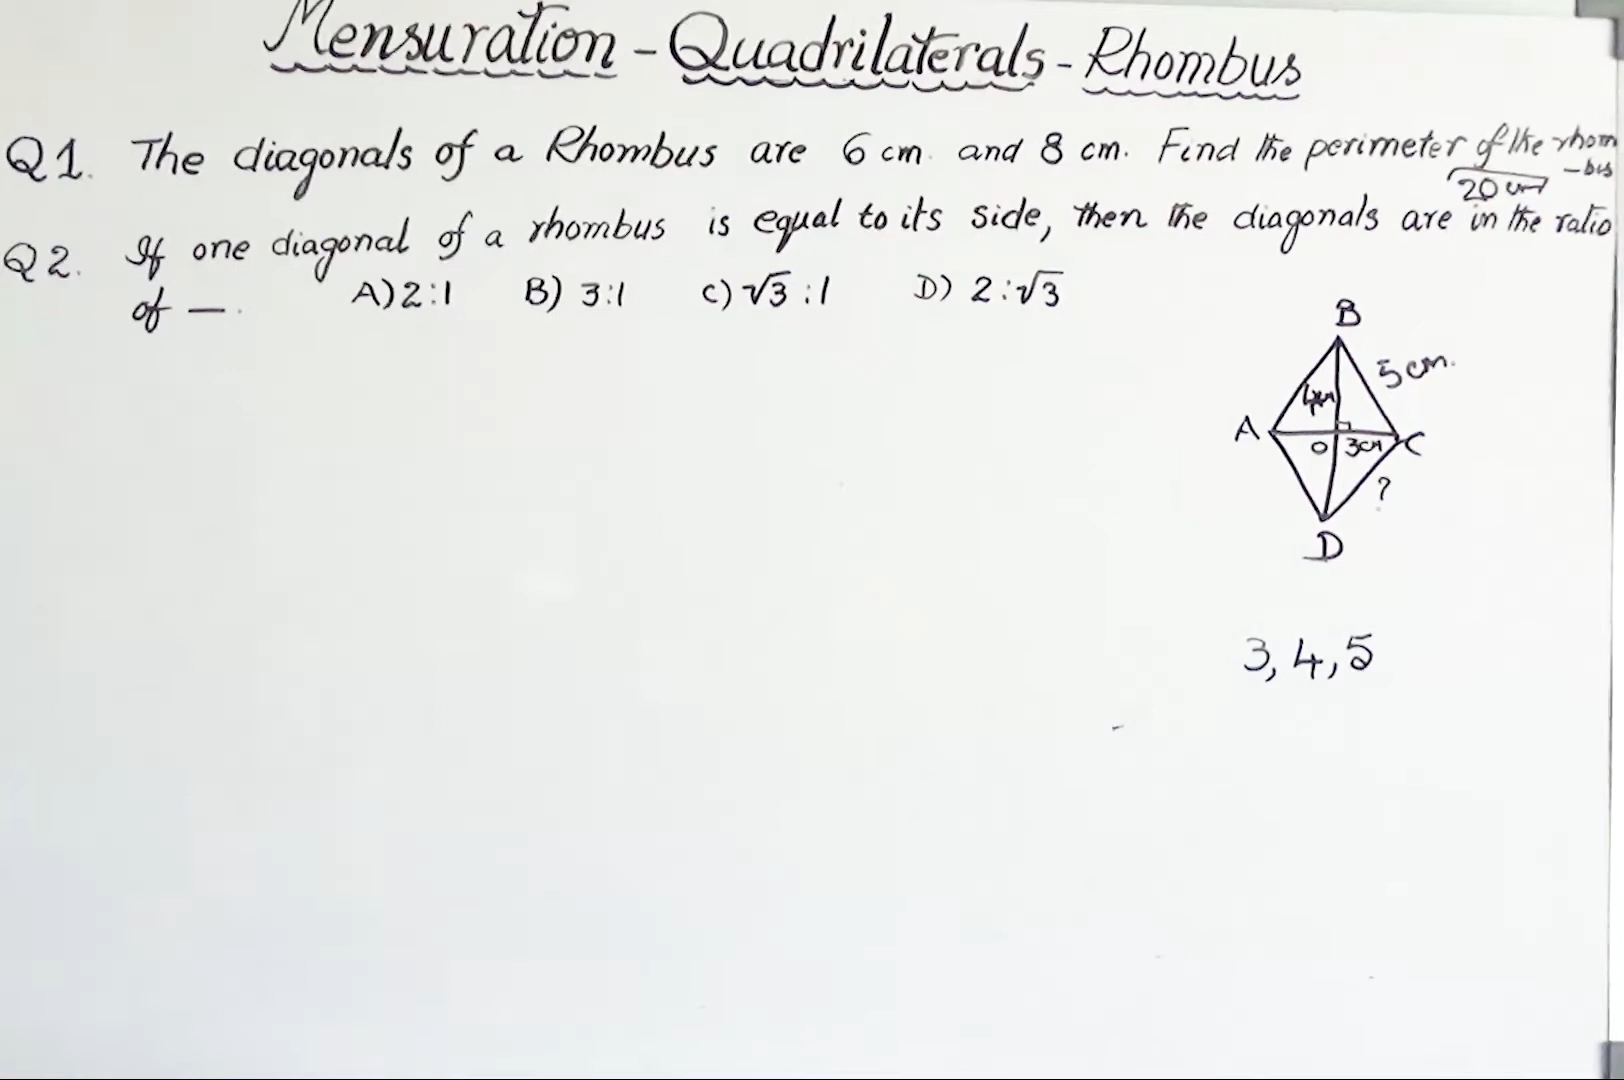 Mensuration - Quadrilaterals - Rhombus
Q1. The diagonals of a Rhombus are 6 cm. and 8 cm. Find the perimeter of the rhom
-bus
20 cm
Q2. If one diagonal of a rhombus is equal to its side, then the diagonals are in the ratio
of —. A) 2:1 B) 3:1 C) √3 :1 D) 2:√3
B
5 cm.
4cm
A O 3cm C
?
D
3, 4, 5